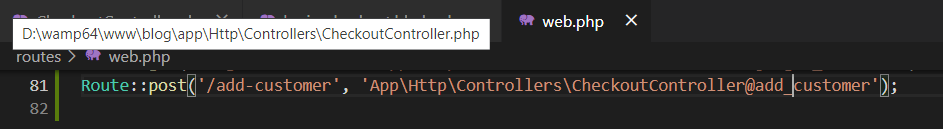 web.php
D:\wamp64\www\blog\app\Http\Controllers\CheckoutController.php
routes > web.php
81 Route::post('/add-customer', 'App\Http\Controllers\CheckoutController@add_customer');
82